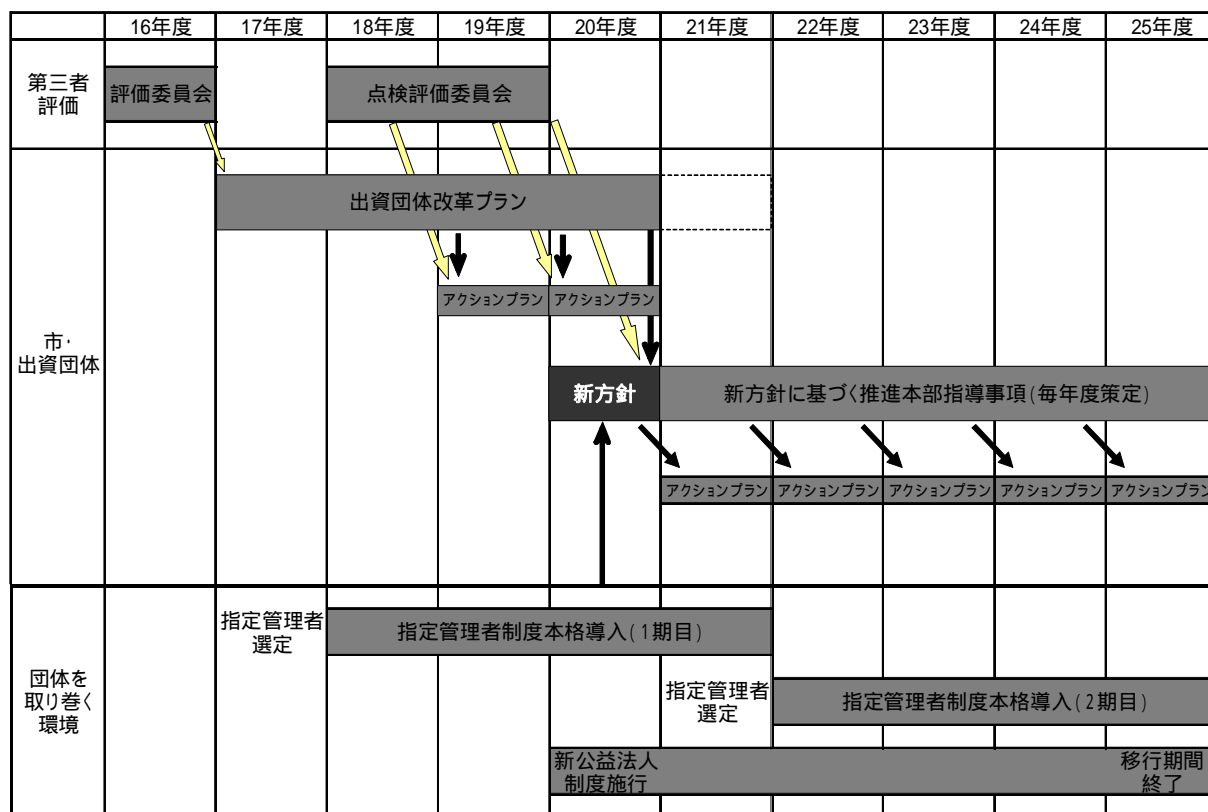 16年度 17年度 18年度 19年度 20年度 21年度 22年度 23年度 24年度 25年度
第三者
評価
評価委員会
点検評価委員会
市・
出資団体
出資団体改革プラン
アクションプラン アクションプラン
新方針
新方針に基づく推進本部指導事項(毎年度策定)
アクションプラン アクションプラン アクションプラン アクションプラン アクションプラン
団体を
取り巻く
環境
指定管理者
選定
指定管理者制度本格導入(1期目)
指定管理者
選定
指定管理者制度本格導入(2期目)
新公益法人
制度施行
移行期間
終了